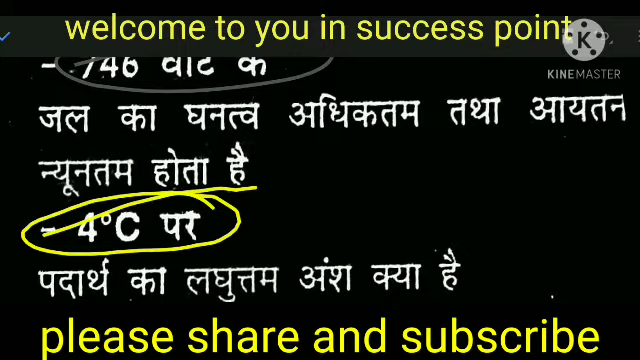 welcome to you in success point
- 746 वाट के
KINEMASTER
जल का घनत्व अधिकतम तथा आयतन
न्यूनतम होता है
- 4°C पर
पदार्थ का लघुत्तम अंश क्या है
please share and subscribe